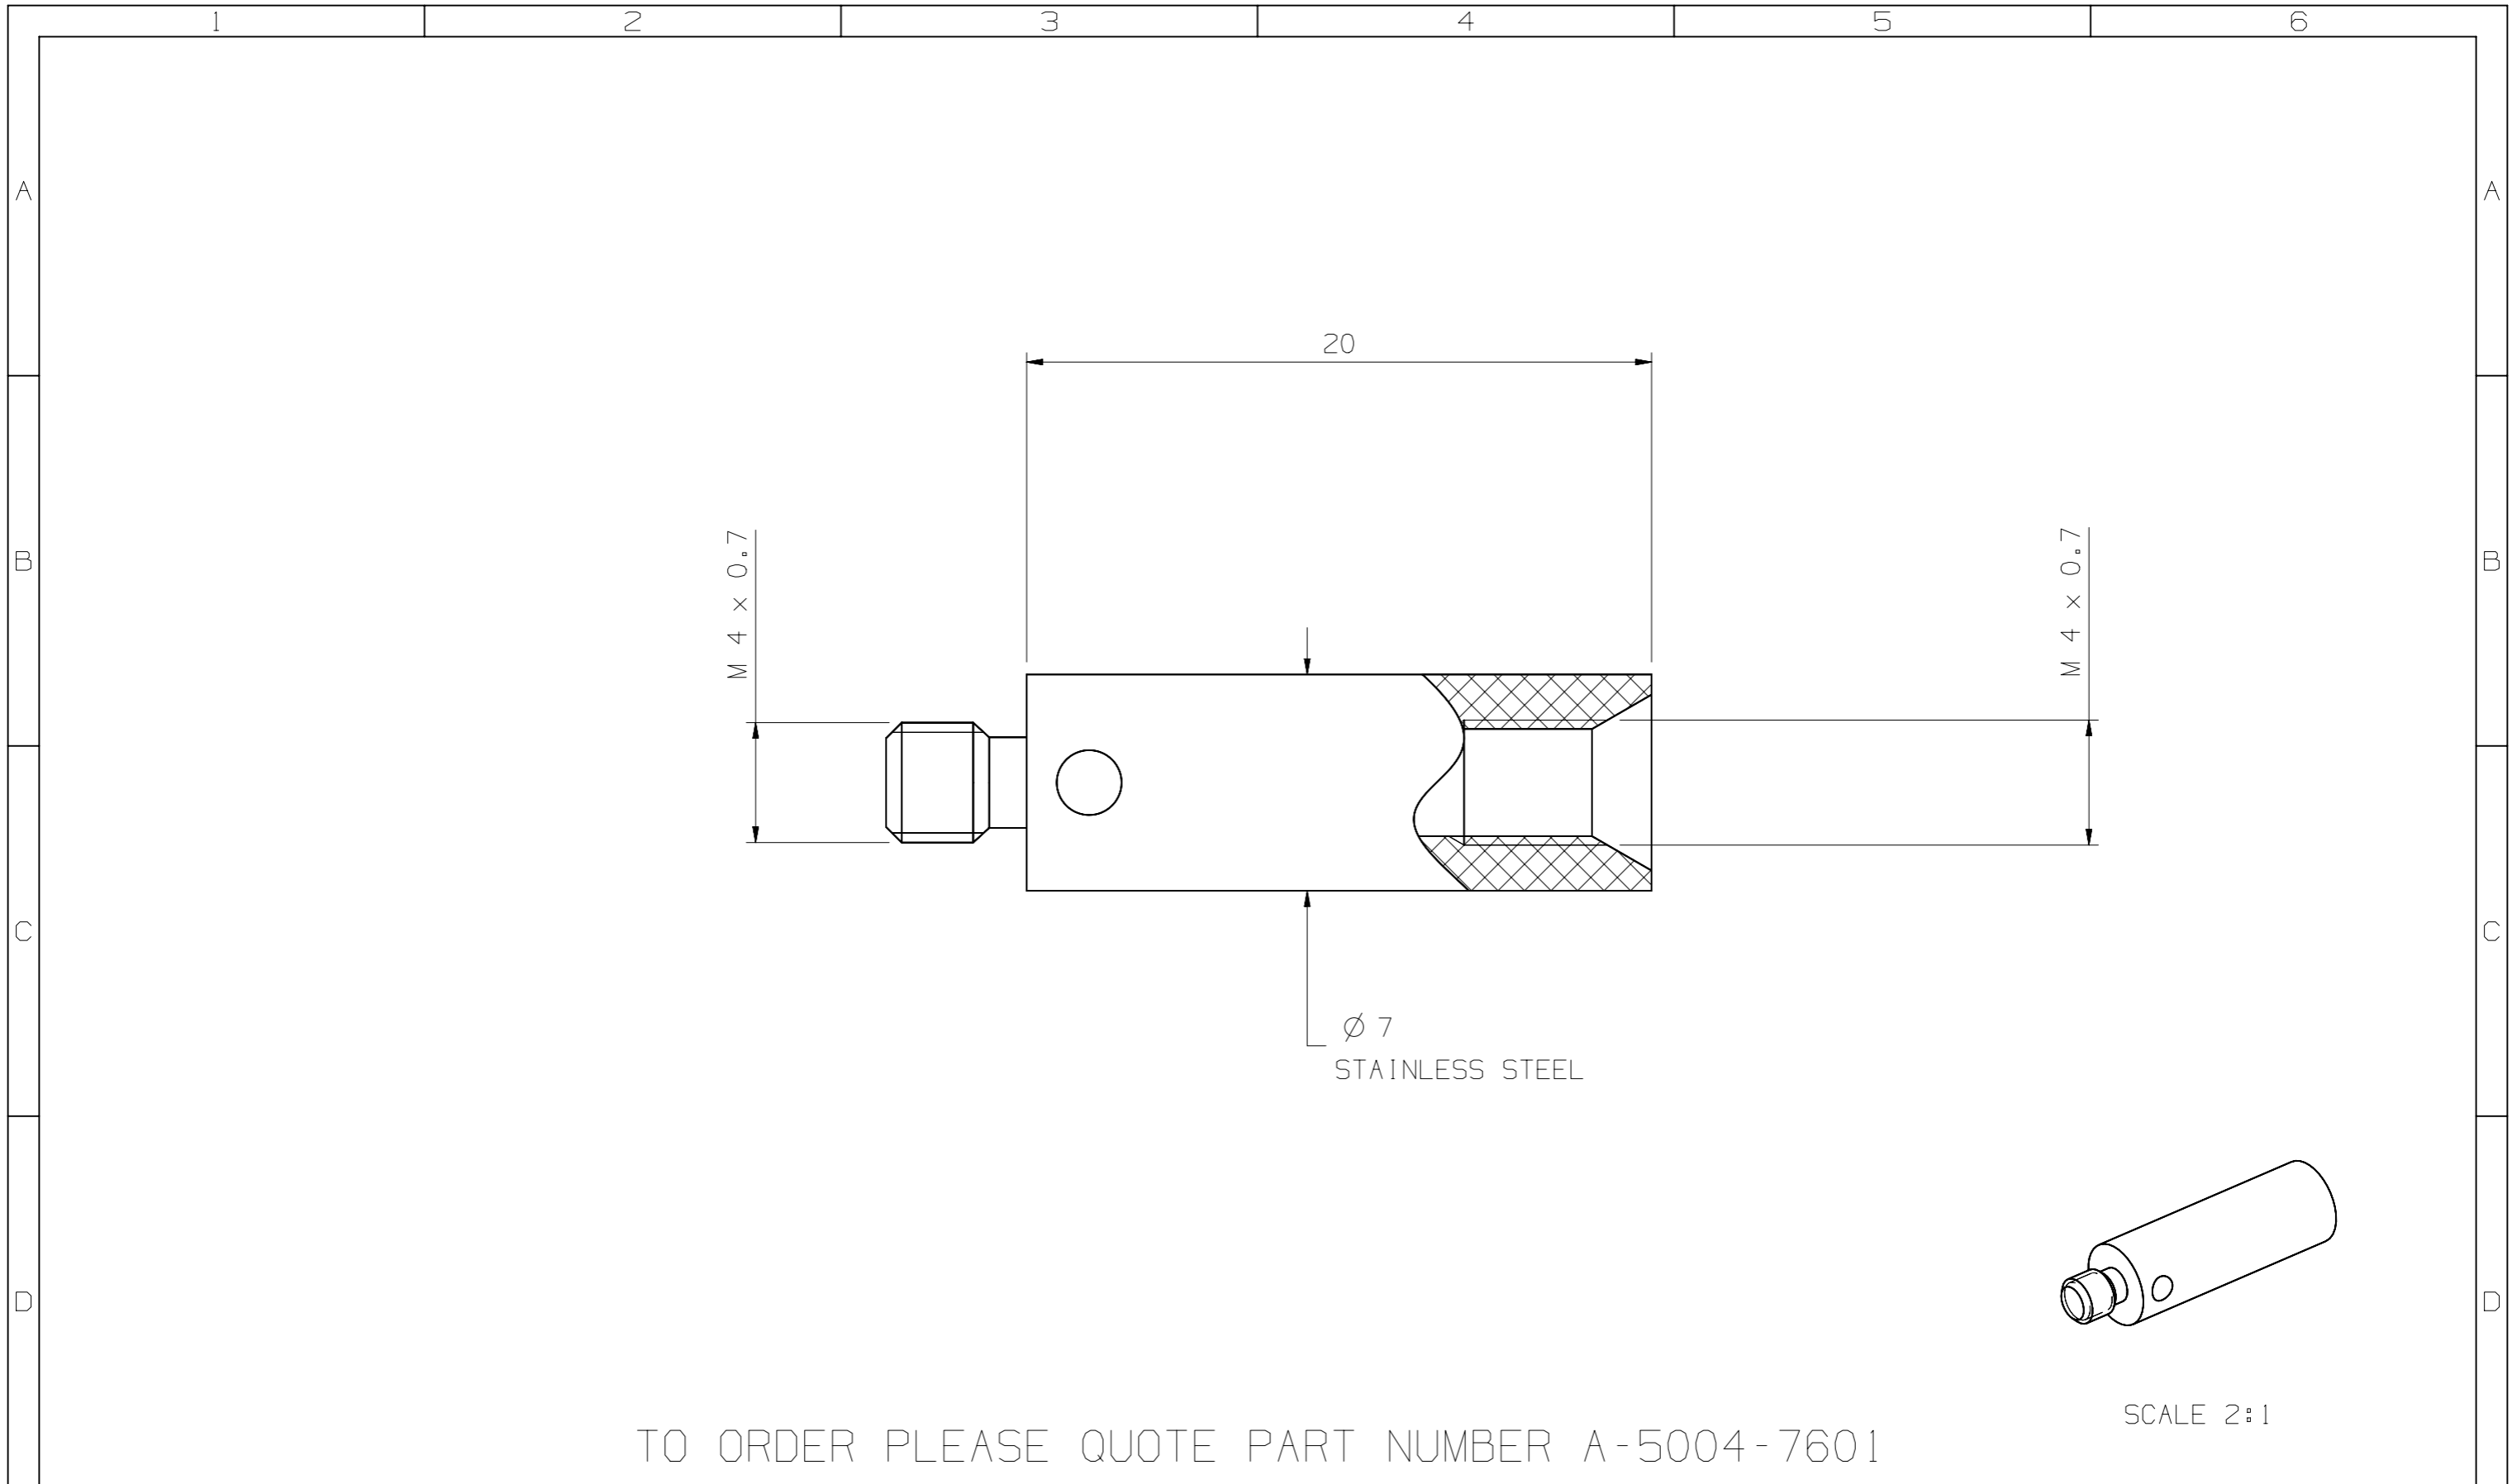 1 2 3 4 5 6
A A
20
B B
M 4 x 0.7 M 4 x 0.7
C C
Ø 7
STAINLESS STEEL
D D
SCALE 2:1
TO ORDER PLEASE QUOTE PART NUMBER A-5004-7601